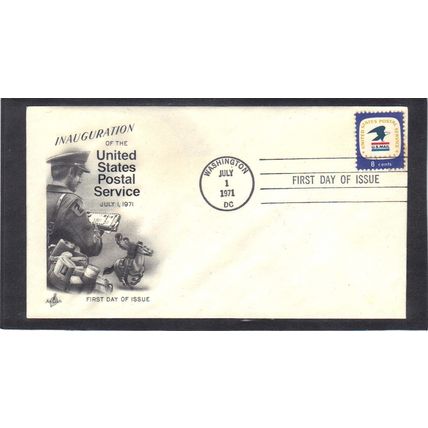 INAUGURATION
OF THE
United
States
Postal
Service
JULY 1, 1971
FIRST DAY OF ISSUE
WASHINGTON
JULY
1
1971
DC
FIRST DAY OF ISSUE
UNITED STATES POSTAL SERVICE
U.S. MAIL
6 cents